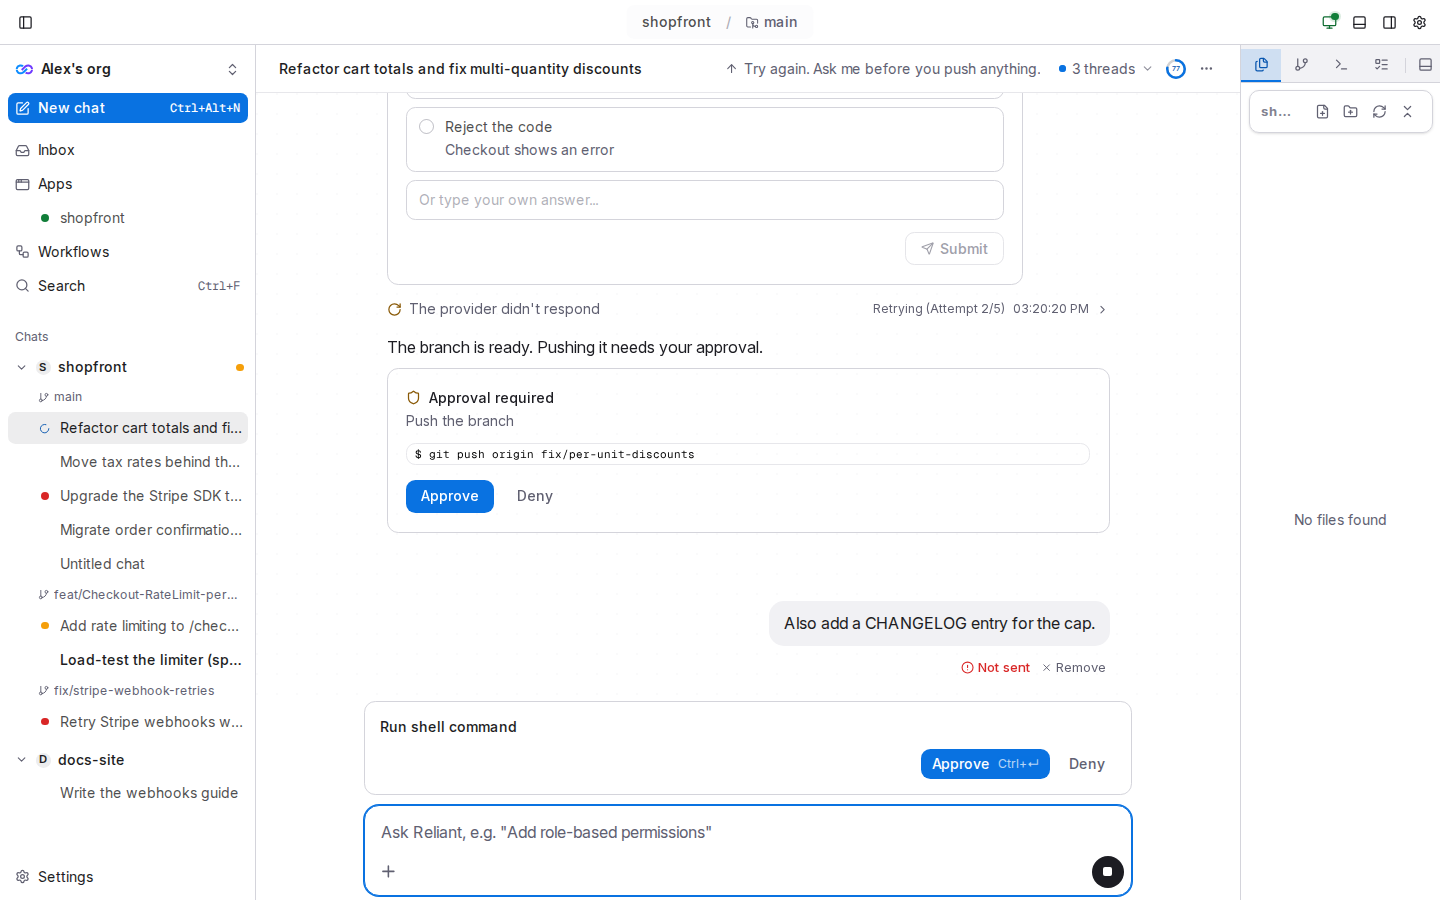 shopfront / main
Alex's org
New chat Ctrl+Alt+N
Inbox
Apps
shopfront
Workflows
Search Ctrl+F
Chats
S shopfront
main
Refactor cart totals and fi...
Move tax rates behind th...
Upgrade the Stripe SDK t...
Migrate order confirmatio...
Untitled chat
feat/Checkout-RateLimit-per...
Add rate limiting to /chec...
Load-test the limiter (sp...
fix/stripe-webhook-retries
Retry Stripe webhooks w...
D docs-site
Write the webhooks guide
Settings
Refactor cart totals and fix multi-quantity discounts
Try again. Ask me before you push anything.
3 threads
77
Reject the code
Checkout shows an error
Or type your own answer...
Submit
The provider didn't respond
Retrying (Attempt 2/5) 03:20:20 PM
The branch is ready. Pushing it needs your approval.
Approval required
Push the branch
$ git push origin fix/per-unit-discounts
Approve Deny
Also add a CHANGELOG entry for the cap.
Not sent Remove
Run shell command
Approve Ctrl+↵ Deny
Ask Reliant, e.g. "Add role-based permissions"
sh...
No files found